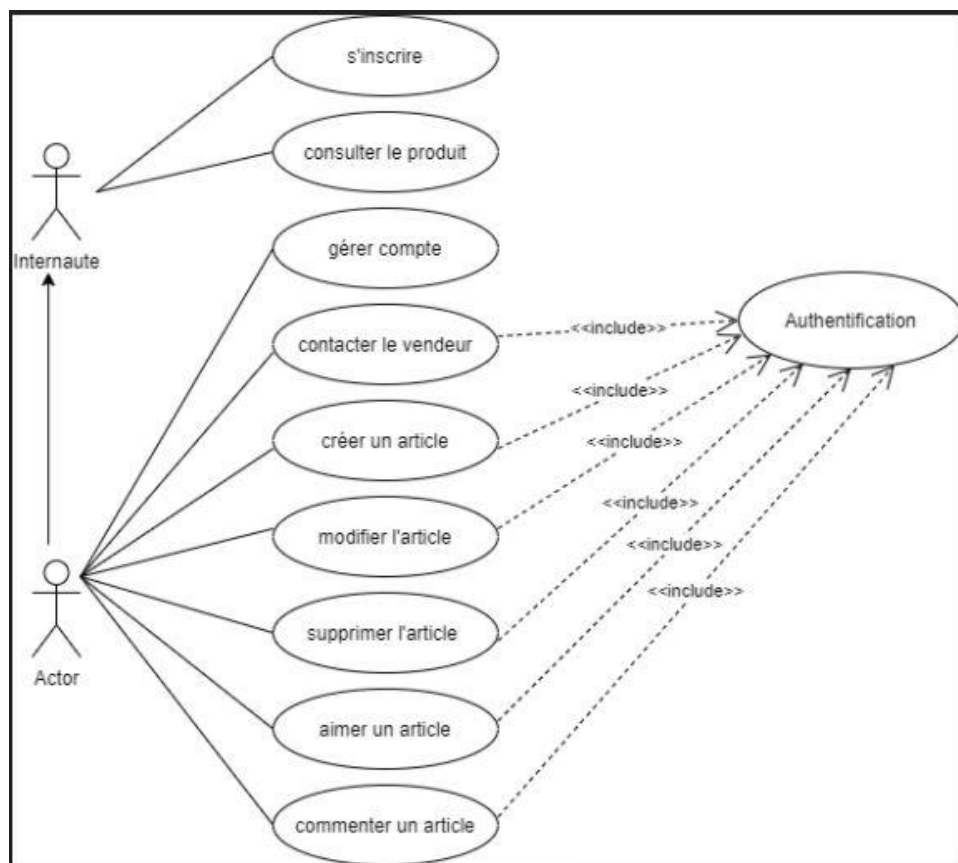 s'inscrire
consulter le produit
Internaute
gérer compte
contacter le vendeur
<<include>>
Authentification
créer un article
<<include>>
modifier l'article
<<include>>
supprimer l'article
<<include>>
Actor
aimer un article
<<include>>
commenter un article
<<include>>